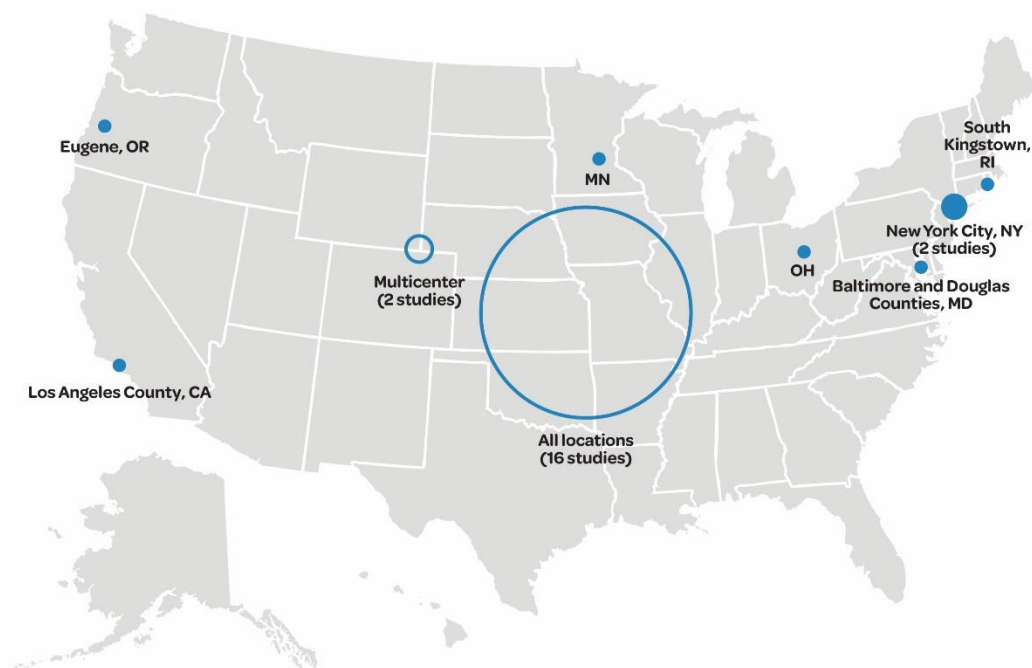 Eugene, OR
MN
South
Kingstown,
RI
New York City, NY
(2 studies)
OH
Baltimore and Douglas
Counties, MD
Multicenter
(2 studies)
Los Angeles County, CA
All locations
(16 studies)